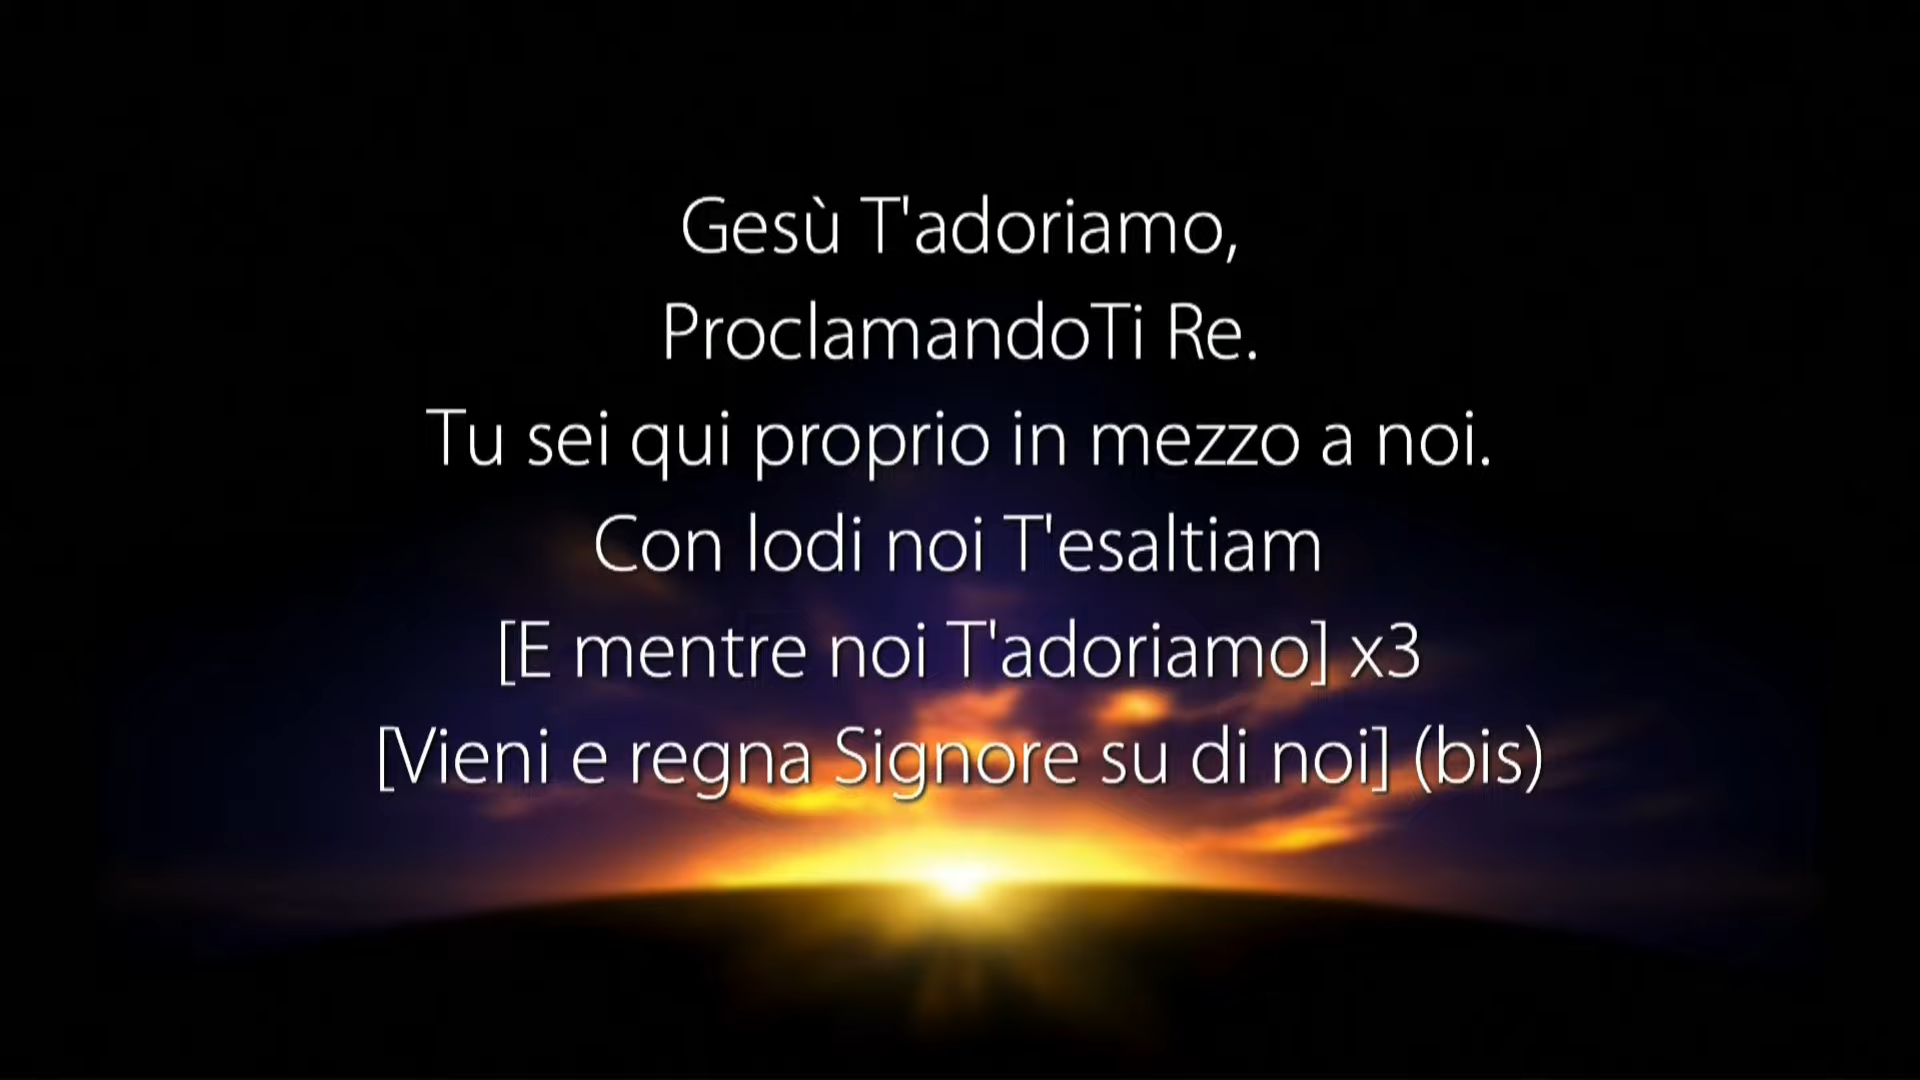 Gesù T'adoriamo,
ProclamandoTi Re.
Tu sei qui proprio in mezzo a noi.
Con lodi noi T'esaltiam
[E mentre noi T'adoriamo] x3
[Vieni e regna Signore su di noi] (bis)